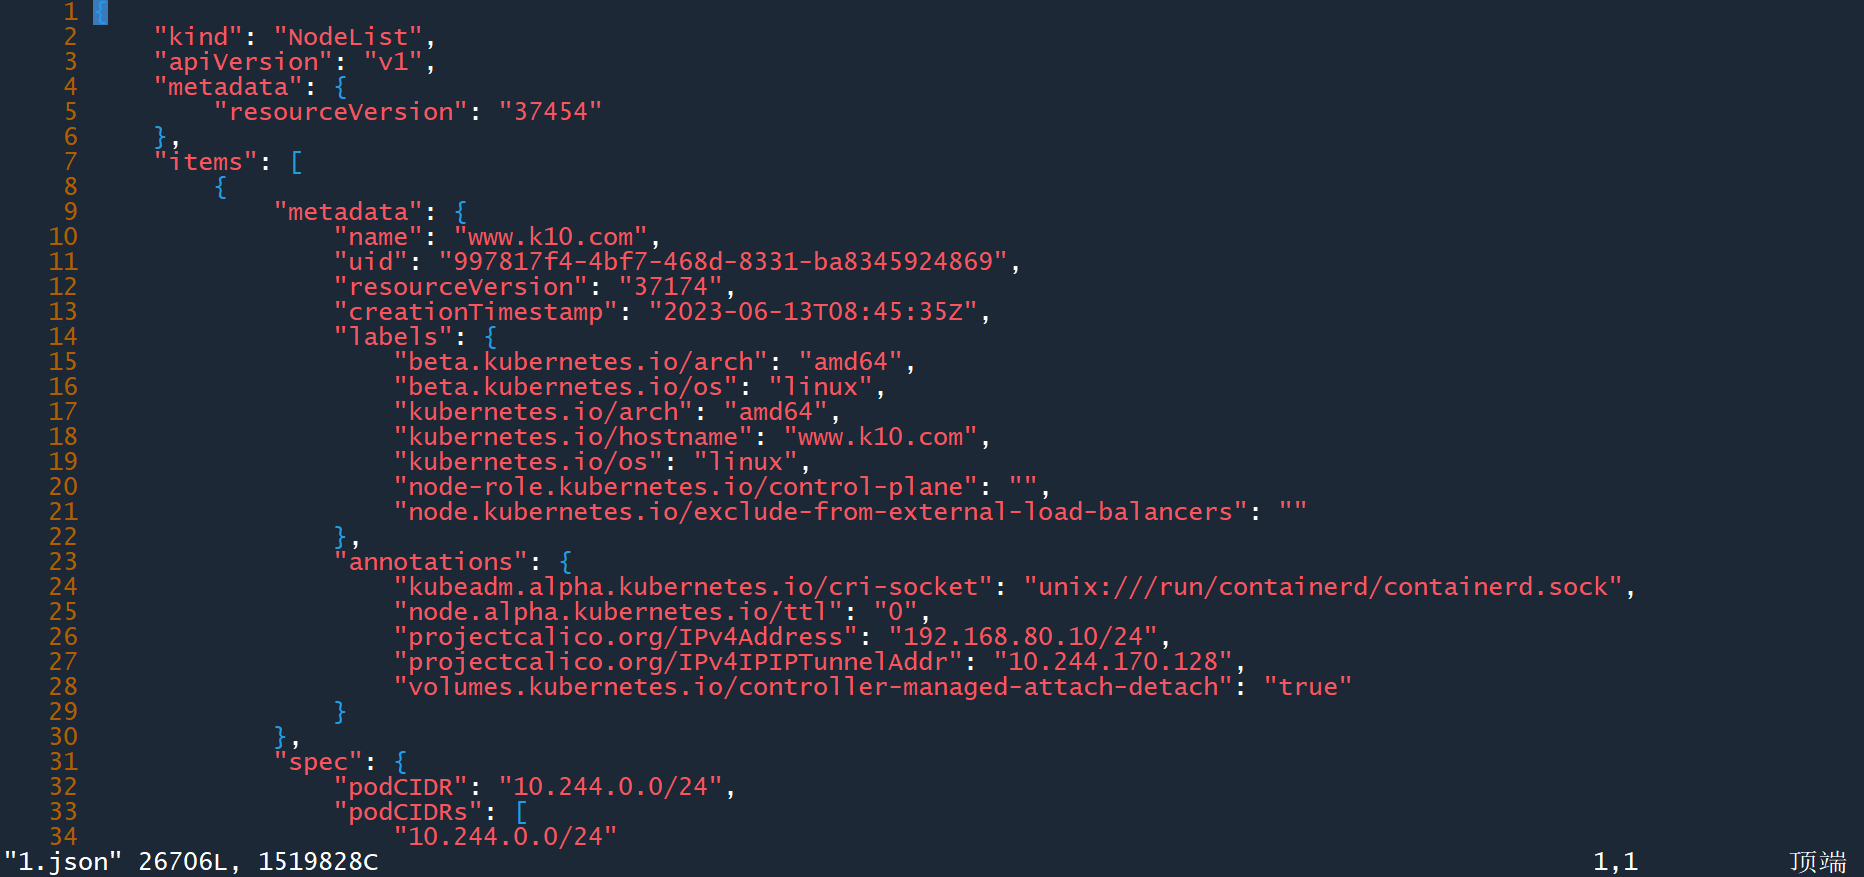 1 {
2     "kind": "NodeList",
3     "apiVersion": "v1",
4     "metadata": {
5         "resourceVersion": "37454"
6     },
7     "items": [
8         {
9             "metadata": {
10                 "name": "www.k10.com",
11                 "uid": "997817f4-4bf7-468d-8331-ba8345924869",
12                 "resourceVersion": "37174",
13                 "creationTimestamp": "2023-06-13T08:45:35Z",
14                 "labels": {
15                     "beta.kubernetes.io/arch": "amd64",
16                     "beta.kubernetes.io/os": "linux",
17                     "kubernetes.io/arch": "amd64",
18                     "kubernetes.io/hostname": "www.k10.com",
19                     "kubernetes.io/os": "linux",
20                     "node-role.kubernetes.io/control-plane": "",
21                     "node.kubernetes.io/exclude-from-external-load-balancers": ""
22                 },
23                 "annotations": {
24                     "kubeadm.alpha.kubernetes.io/cri-socket": "unix:///run/containerd/containerd.sock",
25                     "node.alpha.kubernetes.io/ttl": "0",
26                     "projectcalico.org/IPv4Address": "192.168.80.10/24",
27                     "projectcalico.org/IPv4IPIPTunnelAddr": "10.244.170.128",
28                     "volumes.kubernetes.io/controller-managed-attach-detach": "true"
29                 }
30             },
31             "spec": {
32                 "podCIDR": "10.244.0.0/24",
33                 "podCIDRs": [
34                     "10.244.0.0/24"
"1.json" 26706L, 1519828C 1,1 顶端